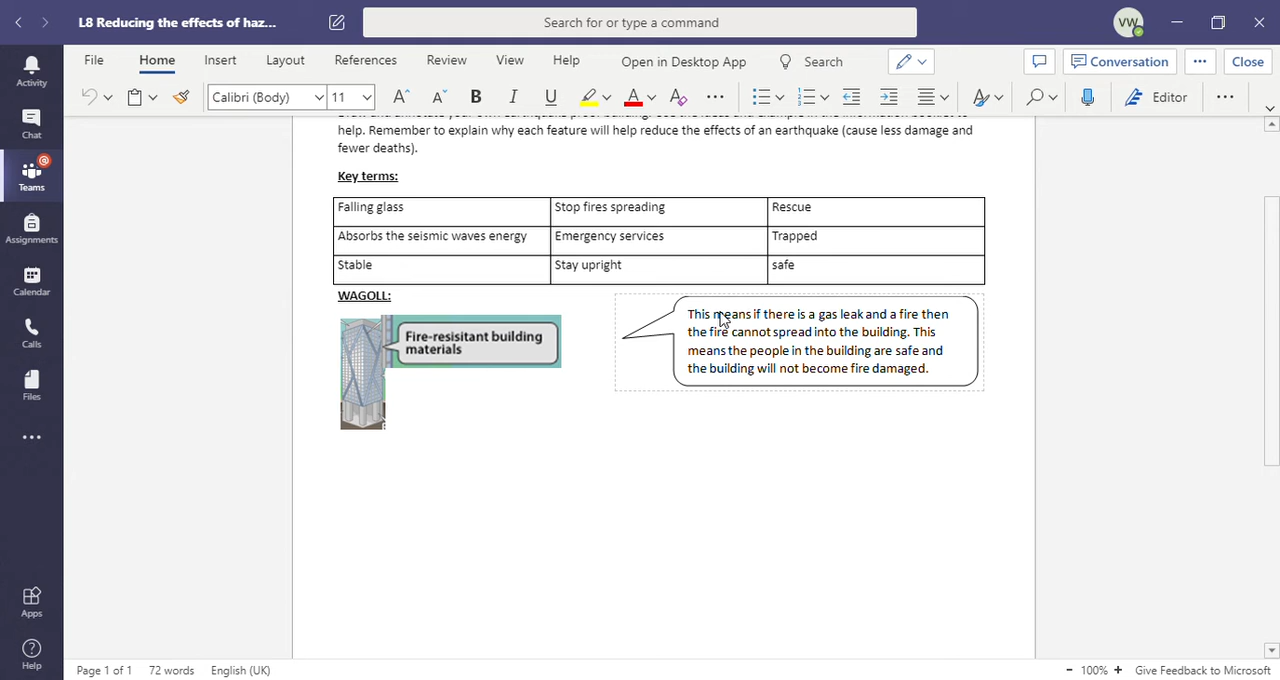 L8 Reducing the effects of haz...
Search for or type a command
VW
File Home Insert Layout References Review View Help Open in Desktop App Search Conversation Close
Calibri (Body) 11 A A B I U A A Editor
Activity
Chat
Teams
Assignments
Calendar
Calls
Files
Apps
Help
help. Remember to explain why each feature will help reduce the effects of an earthquake (cause less damage and
fewer deaths).
Key terms:
Falling glass Stop fires spreading Rescue
Absorbs the seismic waves energy Emergency services Trapped
Stable Stay upright safe
WAGOLL:
Fire-resisitant building
materials
This means if there is a gas leak and a fire then
the fire cannot spread into the building. This
means the people in the building are safe and
the building will not become fire damaged.
Page 1 of 1 72 words English (UK) - 100% + Give Feedback to Microsoft